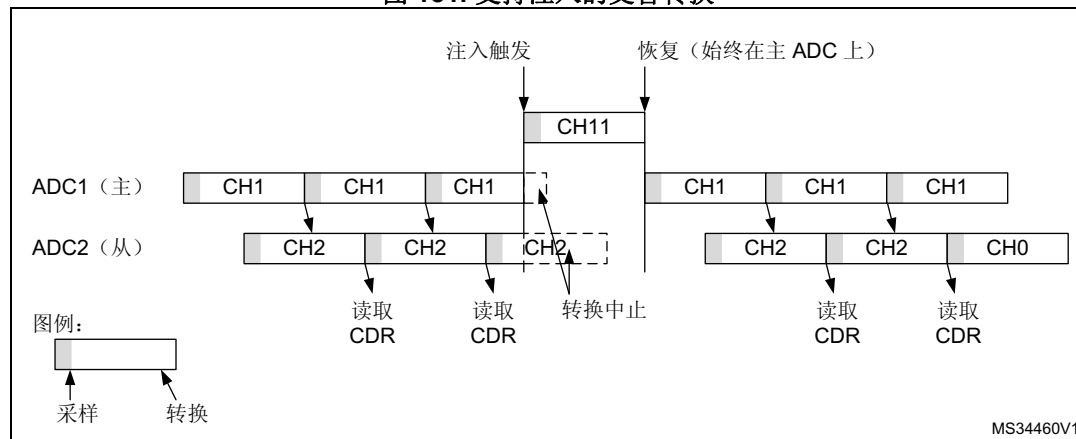 注入触发
恢复（始终在主 ADC 上）
CH11
ADC1（主）
CH1
CH1
CH1
CH1
CH1
CH1
ADC2（从）
CH2
CH2
CH2
CH2
CH2
CH0
读取
CDR
读取
CDR
转换中止
读取
CDR
读取
CDR
图例：
采样
转换
MS34460V1